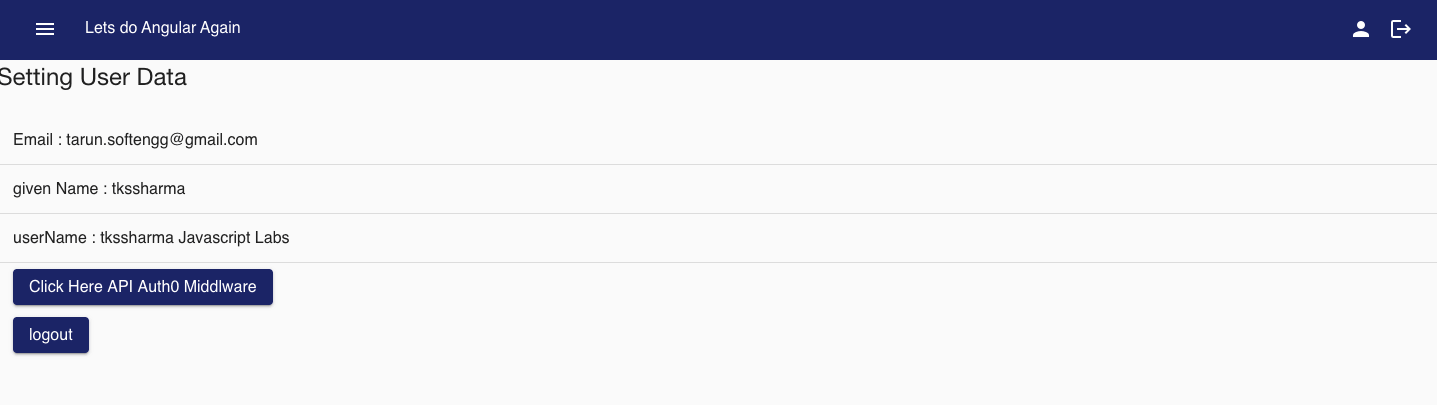 Lets do Angular Again
Setting User Data
Email : tarun.softengg@gmail.com
given Name : tkssharma
userName : tkssharma Javascript Labs
Click Here API Auth0 Middlware
logout